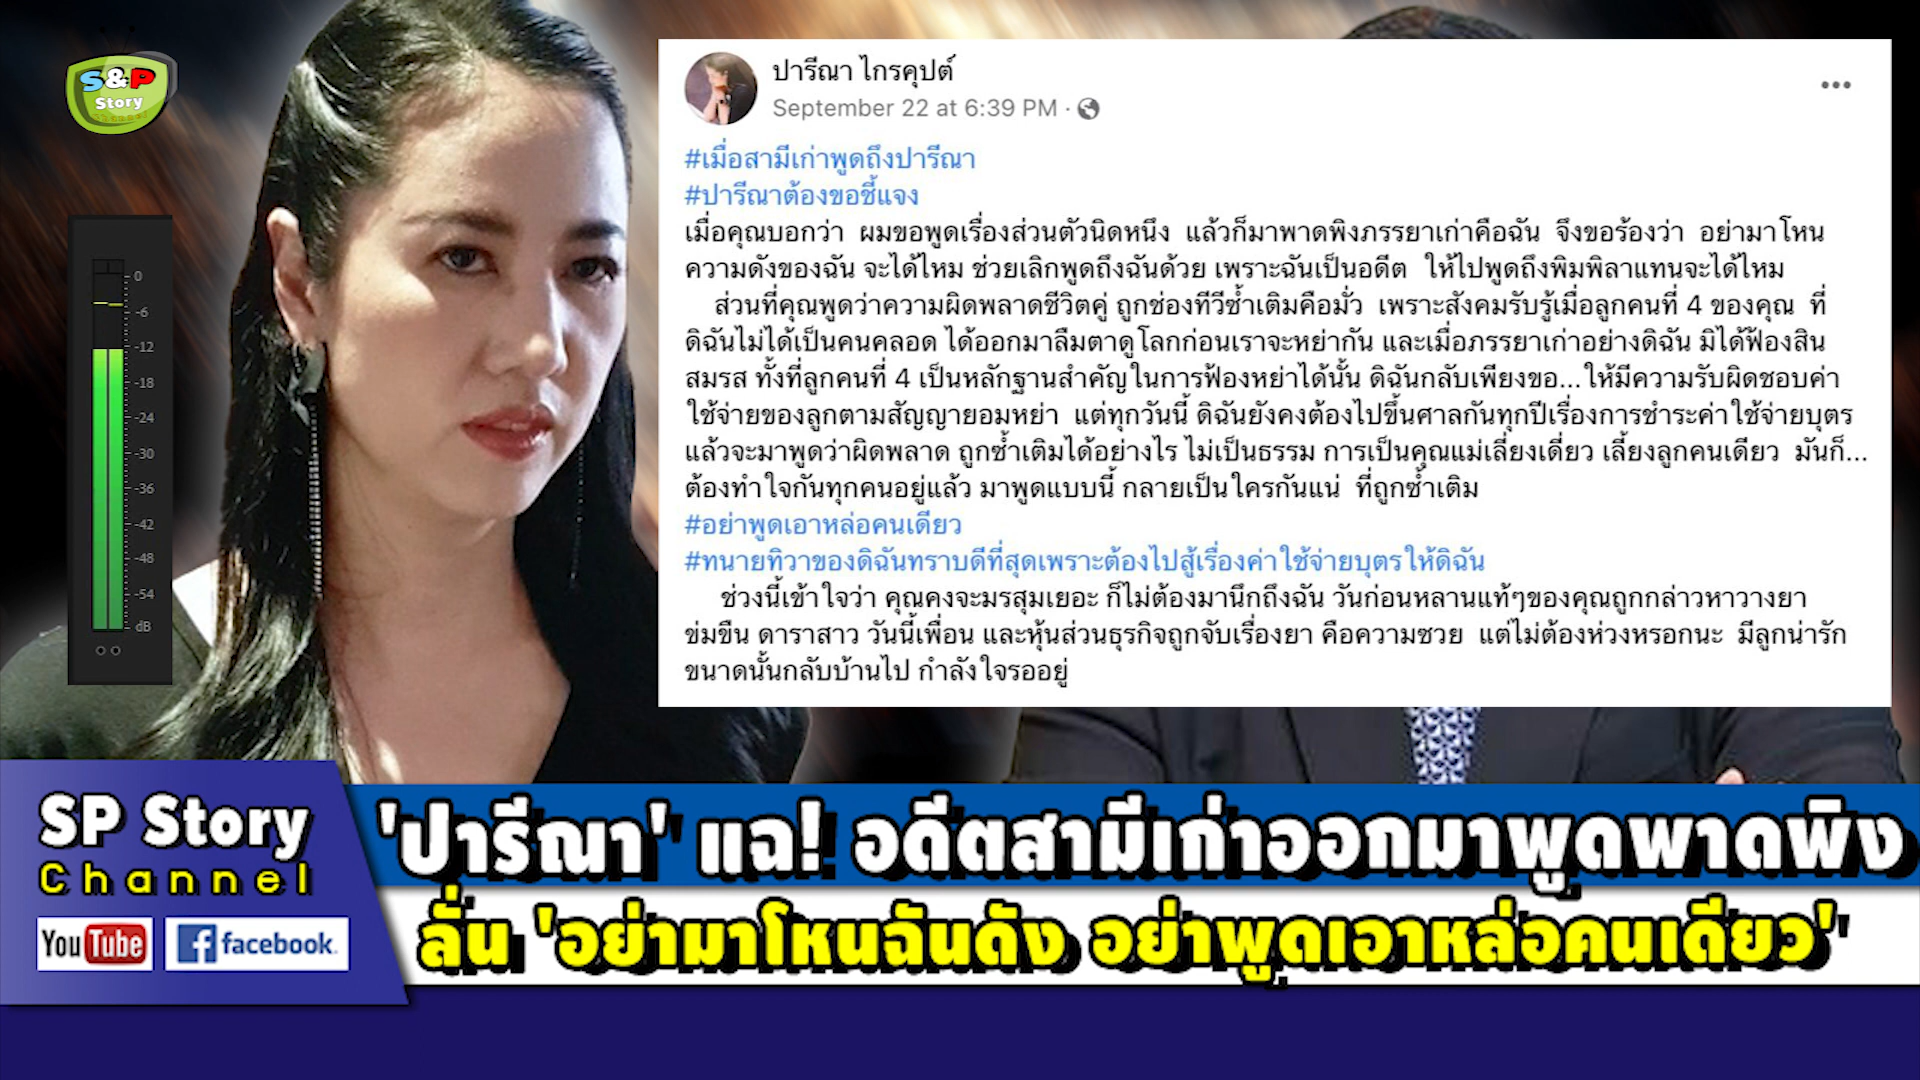 S&P
Story
Channel
ปารีณา ไกรคุปต์
September 22 at 6:39 PM ·
#เมื่อสามีเก่าพูดถึงปารีณา
#ปารีณาต้องขอชี้แจง
เมื่อคุณบอกว่า ผมขอพูดเรื่องส่วนตัวนิดหนึง แล้วก็มาพาดพิงภรรยาเก่าคือฉัน จึงขอร้องว่า อย่ามาโหน
ความดังของฉัน จะได้ไหม ช่วยเลิกพูดถึงฉันด้วย เพราะฉันเป็นอดีต ให้ไปพูดถึงพิมพิลาแทนจะได้ไหม
ส่วนที่คุณพูดว่าความผิดพลาดชีวิตคู่ ถูกช่องทีวีซ้ำเติมคือมั่ว เพราะสังคมรับรู้เมื่อลูกคนที่ 4 ของคุณ ที่
ดิฉันไม่ได้เป็นคนคลอด ได้ออกมาลืมตาดูโลกก่อนเราจะหย่ากัน และเมื่อภรรยาเก่าอย่างดิฉัน มิได้ฟ้องสิน
สมรส ทั้งที่ลูกคนที่ 4 เป็นหลักฐานสำคัญในการฟ้องหย่าได้นั้น ดิฉันกลับเพียงขอ...ให้มีความรับผิดชอบค่า
ใช้จ่ายของลูกตามสัญญายอมหย่า แต่ทุกวันนี้ ดิฉันยังคงต้องไปขึ้นศาลกันทุกปีเรื่องการชำระค่าใช้จ่ายบุตร
แล้วจะมาพูดว่าผิดพลาด ถูกซ้ำเติมได้อย่างไร ไม่เป็นธรรม การเป็นคุณแม่เลี่ยงเดี่ยว เลี้ยงลูกคนเดียว มันก็...
ต้องทำใจกันทุกคนอยู่แล้ว มาพูดแบบนี้ กลายเป็นใครกันแน่ ที่ถูกซ้ำเติม
#อย่าพูดเอาหล่อคนเดียว
#ทนายทิวาของดิฉันทราบดีที่สุดเพราะต้องไปสู้เรื่องค่าใช้จ่ายบุตรให้ดิฉัน
ช่วงนี้เข้าใจว่า คุณคงจะมรสุมเยอะ ก็ไม่ต้องมานึกถึงฉัน วันก่อนหลานแท้ๆของคุณถูกกล่าวหาวางยา
ข่มขืน ดาราสาว วันนี้เพื่อน และหุ้นส่วนธุรกิจถูกจับเรื่องยา คือความซวย แต่ไม่ต้องห่วงหรอกนะ มีลูกน่ารัก
ขนาดนั้นกลับบ้านไป กำลังใจรออยู่
0
-6
-12
-18
-24
-30
-36
-42
-48
-54
dB
SP Story
Channel
YouTube
facebook
'ปารีณา' แฉ! อดีตสามีเก่าออกมาพูดพาดพิง
ลั่น 'อย่ามาโหนฉันดัง อย่าพูดเอาหล่อคนเดียว'